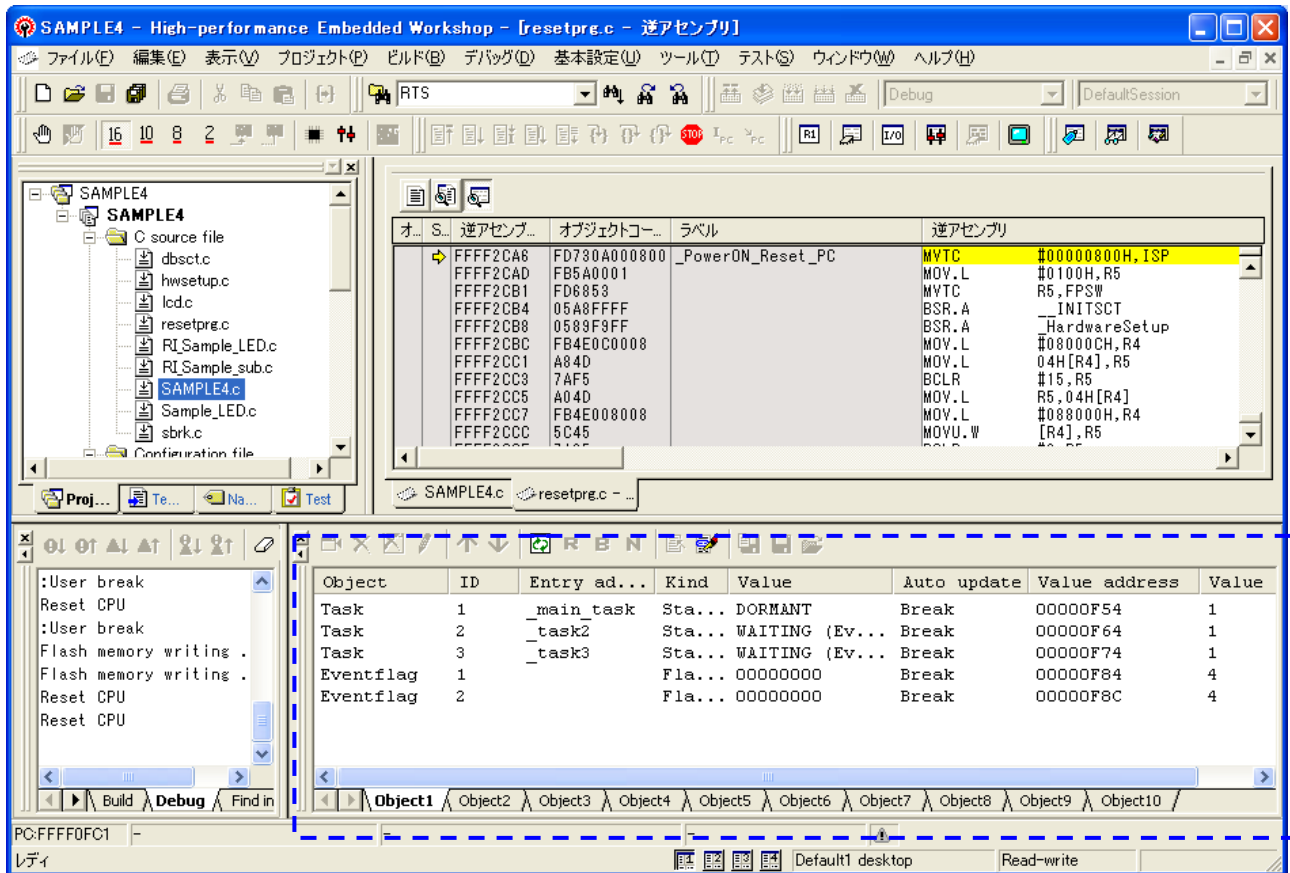 SAMPLE4 - High-performance Embedded Workshop - [resetprg.c - 逆アセンブリ]
ファイル(F) 編集(E) 表示(V) プロジェクト(P) ビルド(B) デバッグ(D) 基本設定(U) ツール(T) テスト(S) ウィンドウ(W) ヘルプ(H)
RTS Debug DefaultSession
16 10 8 2 STOP PC PC R1 I/O
SAMPLE4
SAMPLE4
C source file
dbsct.c
hwsetup.c
lcd.c
resetprg.c
RI_Sample_LED.c
RI_Sample_sub.c
SAMPLE4.c
Sample_LED.c
sbrk.c
Configuration file
Proj... Te... Na... Test
オ... S... 逆アセンブ... オブジェクトコー... ラベル 逆アセンブリ
FFFF2CA6 FD730A000800 _PowerON_Reset_PC MVTC #00000800H,ISP
FFFF2CAD FB5A0001 MOV.L #0100H,R5
FFFF2CB1 FD6853 MVTC R5,FPSW
FFFF2CB4 05A8FFFF BSR.A __INITSCT
FFFF2CB8 0589F9FF BSR.A _HardwareSetup
FFFF2CBC FB4E0C0008 MOV.L #08000CH,R4
FFFF2CC1 A84D MOV.L 04H[R4],R5
FFFF2CC3 7AF5 BCLR #15,R5
FFFF2CC5 A04D MOV.L R5,04H[R4]
FFFF2CC7 FB4E008008 MOV.L #088000H,R4
FFFF2CCC 5C45 MOVU.W [R4],R5
SAMPLE4.c resetprg.c - ...
:User break
Reset CPU
:User break
Flash memory writing .
Flash memory writing .
Reset CPU
Reset CPU
Build Debug Find in
R B N
Object ID Entry ad... Kind Value Auto update Value address Value
Task 1 _main_task Sta... DORMANT Break 00000F54 1
Task 2 _task2 Sta... WAITING (Ev... Break 00000F64 1
Task 3 _task3 Sta... WAITING (Ev... Break 00000F74 1
Eventflag 1 Fla... 00000000 Break 00000F84 4
Eventflag 2 Fla... 00000000 Break 00000F8C 4
Object1 Object2 Object3 Object4 Object5 Object6 Object7 Object8 Object9 Object10
PC:FFFF0FC1 - - -
レディ 1 2 3 4 Default1 desktop Read-write